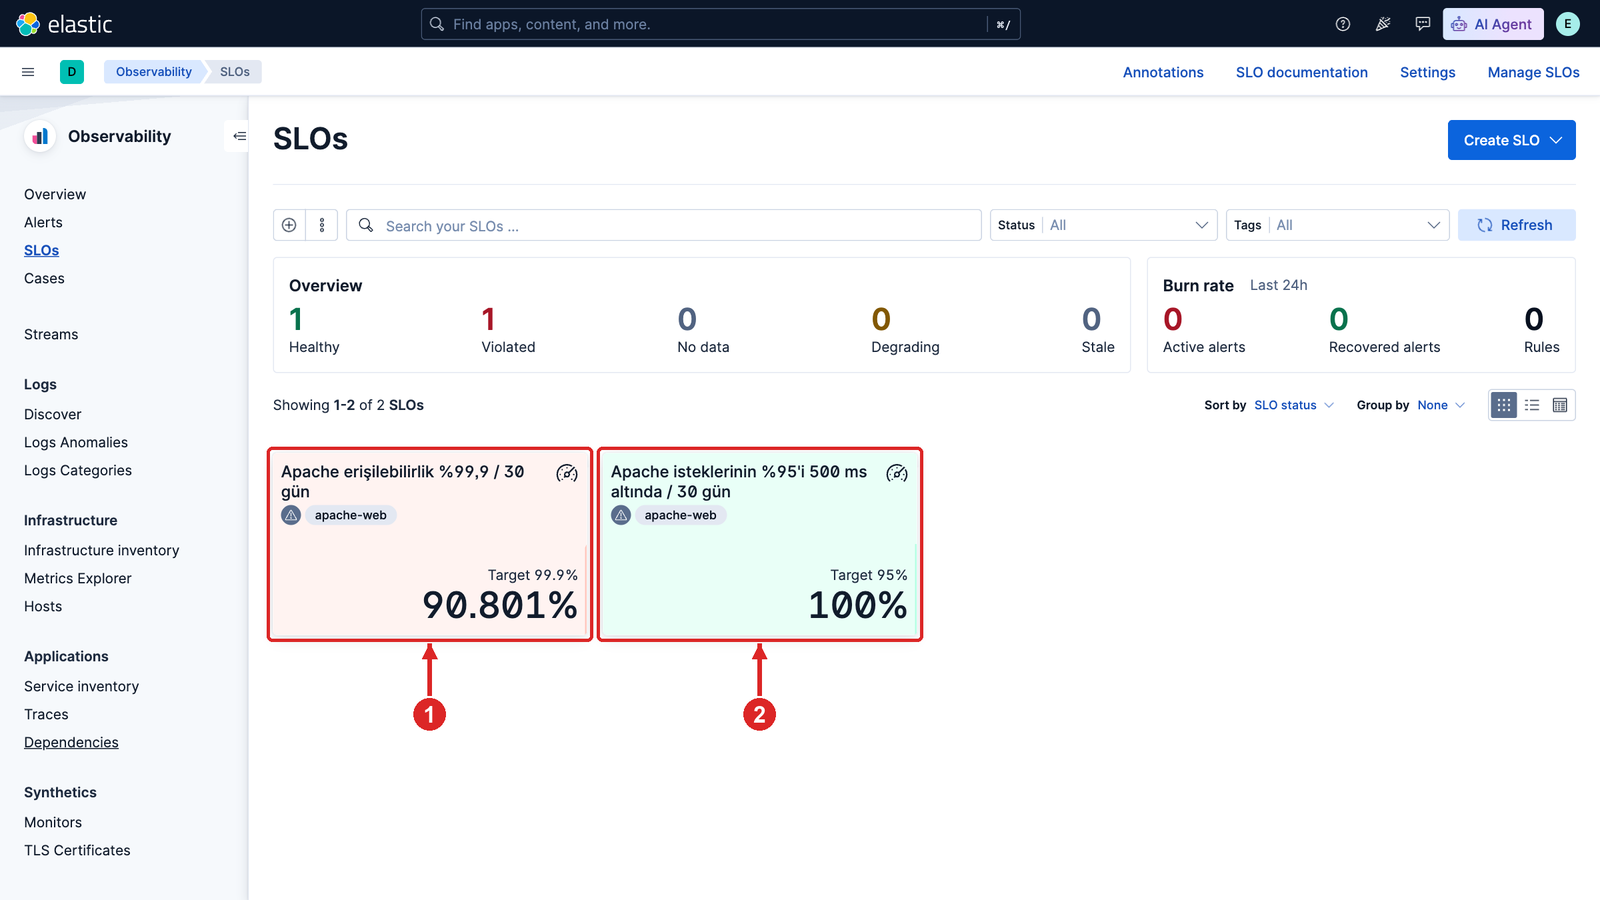 elastic
Find apps, content, and more.
⌘/
AI Agent
E
D
Observability
SLOs
Annotations
SLO documentation
Settings
Manage SLOs
Observability
Overview
Alerts
SLOs
Cases
Streams
Logs
Discover
Logs Anomalies
Logs Categories
Infrastructure
Infrastructure inventory
Metrics Explorer
Hosts
Applications
Service inventory
Traces
Dependencies
Synthetics
Monitors
TLS Certificates
SLOs
Create SLO
Search your SLOs ...
Status All
Tags All
Refresh
Overview
1
Healthy
1
Violated
0
No data
0
Degrading
0
Stale
Burn rate Last 24h
0
Active alerts
0
Recovered alerts
0
Rules
Showing 1-2 of 2 SLOs
Sort by SLO status
Group by None
Apache erişilebilirlik %99,9 / 30
gün
apache-web
Target 99.9%
90.801%
Apache isteklerinin %95'i 500 ms
altında / 30 gün
apache-web
Target 95%
100%
1
2